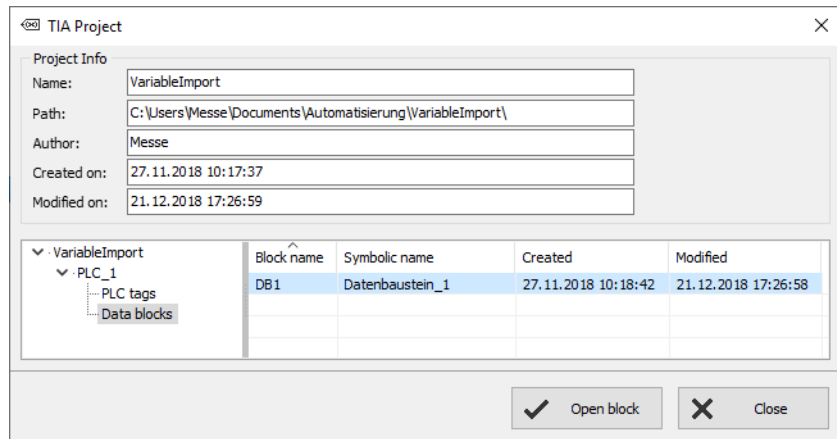 TIA Project
Project Info
Name: VariableImport
Path: C:\Users\Messe\Documents\Automatisierung\VariableImport\
Author: Messe
Created on: 27.11.2018 10:17:37
Modified on: 21.12.2018 17:26:59
VariableImport
PLC_1
PLC tags
Data blocks
Block name Symbolic name Created Modified
DB1 Datenbaustein_1 27.11.2018 10:18:42 21.12.2018 17:26:58
Open block Close